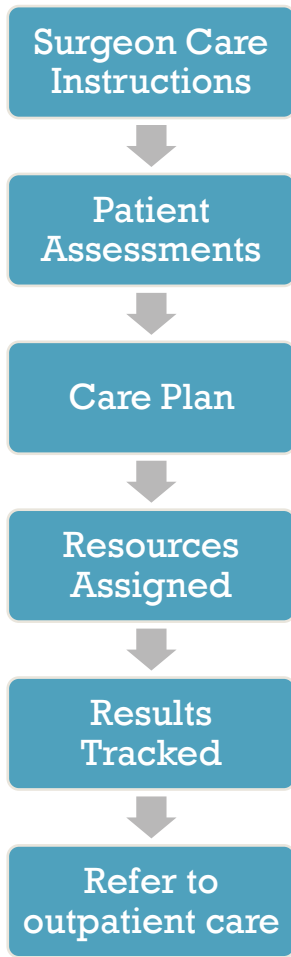 Surgeon Care
Instructions
Patient
Assessments
Care Plan
Resources
Assigned
Results
Tracked
Refer to
outpatient care